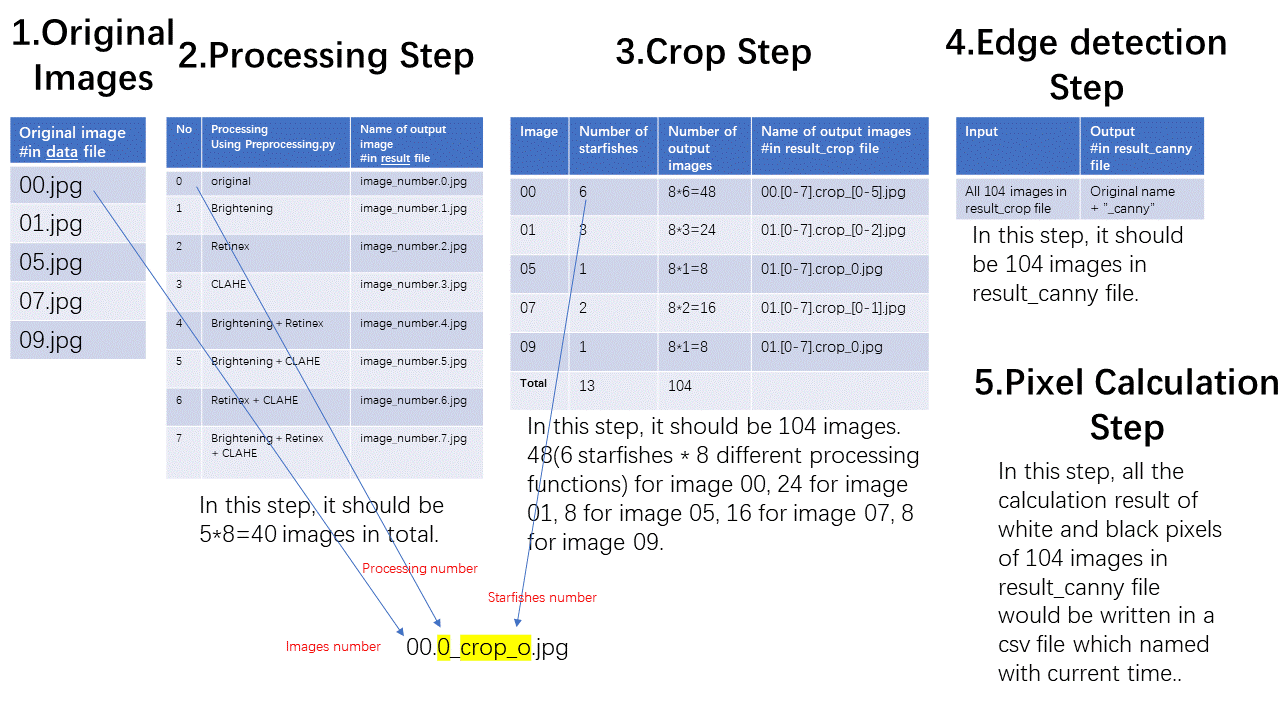 1.Original
Images
Original image
#in data file
00.jpg
01.jpg
05.jpg
07.jpg
09.jpg
2.Processing Step
No
Processing
Using Preprocessing.py
Name of output
image
#in result file
0
original
image_number.0.jpg
1
Brightening
image_number.1.jpg
2
Retinex
image_number.2.jpg
3
CLAHE
image_number.3.jpg
4
Brightening + Retinex
image_number.4.jpg
5
Brightening + CLAHE
image_number.5.jpg
6
Retinex + CLAHE
image_number.6.jpg
7
Brightening + Retinex
+ CLAHE
image_number.7.jpg
In this step, it should be
5*8=40 images in total.
3.Crop Step
Image
Number of
starfishes
Number of
output
images
Name of output images
#in result_crop file
00
6
8*6=48
00.[0-7].crop_[0-5].jpg
01
3
8*3=24
01.[0-7].crop_[0-2].jpg
05
1
8*1=8
01.[0-7].crop_0.jpg
07
2
8*2=16
01.[0-7].crop_[0-1].jpg
09
1
8*1=8
01.[0-7].crop_0.jpg
Total
13
104
In this step, it should be 104 images.
48(6 starfishes * 8 different processing
functions) for image 00, 24 for image
01, 8 for image 05, 16 for image 07, 8
for image 09.
Processing number
Starfishes number
Images number
00.0_crop_o.jpg
4.Edge detection
Step
Input
Output
#in result_canny
file
All 104 images in
result_crop file
Original name
+ "_canny"
In this step, it should
be 104 images in
result_canny file.
5.Pixel Calculation
Step
In this step, all the
calculation result of
white and black pixels
of 104 images in
result_canny file
would be written in a
csv file which named
with current time..